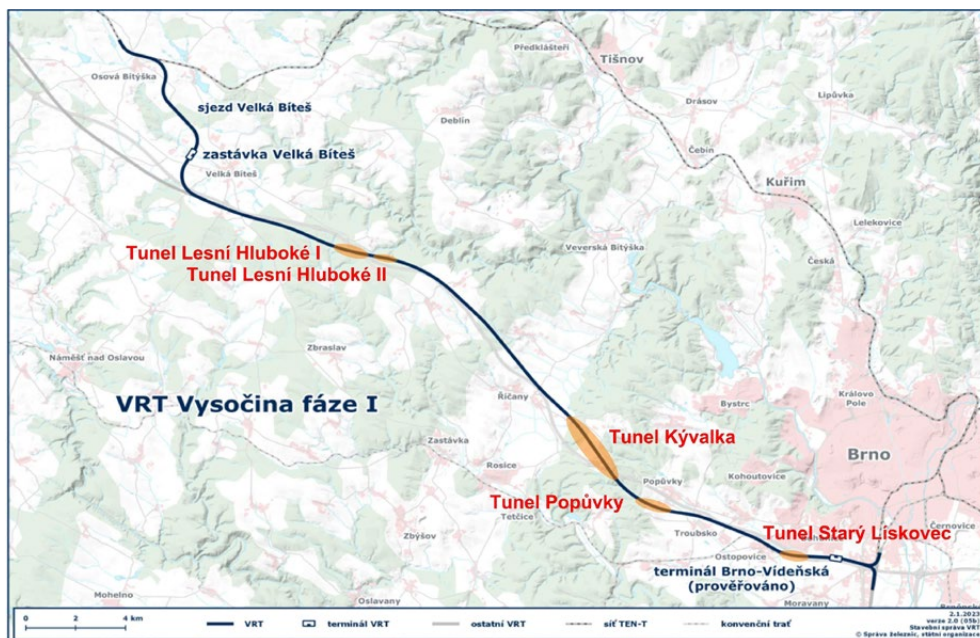 Předklášteří
Tišnov
Osová Bítýška
Lipůvka
Drásov
sjezd Velká Bíteš
Deblín
Čebín
zastávka Velká Bíteš
Velká Bíteš
Kuřim
Lelekovice
Tunel Lesní Hluboké I
Veverská Bítýška
Tunel Lesní Hluboké II
Česká
Zbraslav
Náměšť nad Oslavou
VRT Vysočina fáze I
Říčany
Bystrc
Královo
Pole
Zastávka
Tunel Kývalka
Brno
Rosice
Kohoutovice
Popůvky
Tunel Popůvky
Tetčice
Troubsko
Černovice
Tunel Starý Lískovec
Zbýšov
Ostopovice
terminál Brno-Vídeňská
(prověřováno)
Mohelno
Oslavany
Moravany
0 2 4 km
VRT
terminál VRT
ostatní VRT
síť TEN-T
konvenční trať
2.1.2023
Stavební správa
© Správa železnic, státní